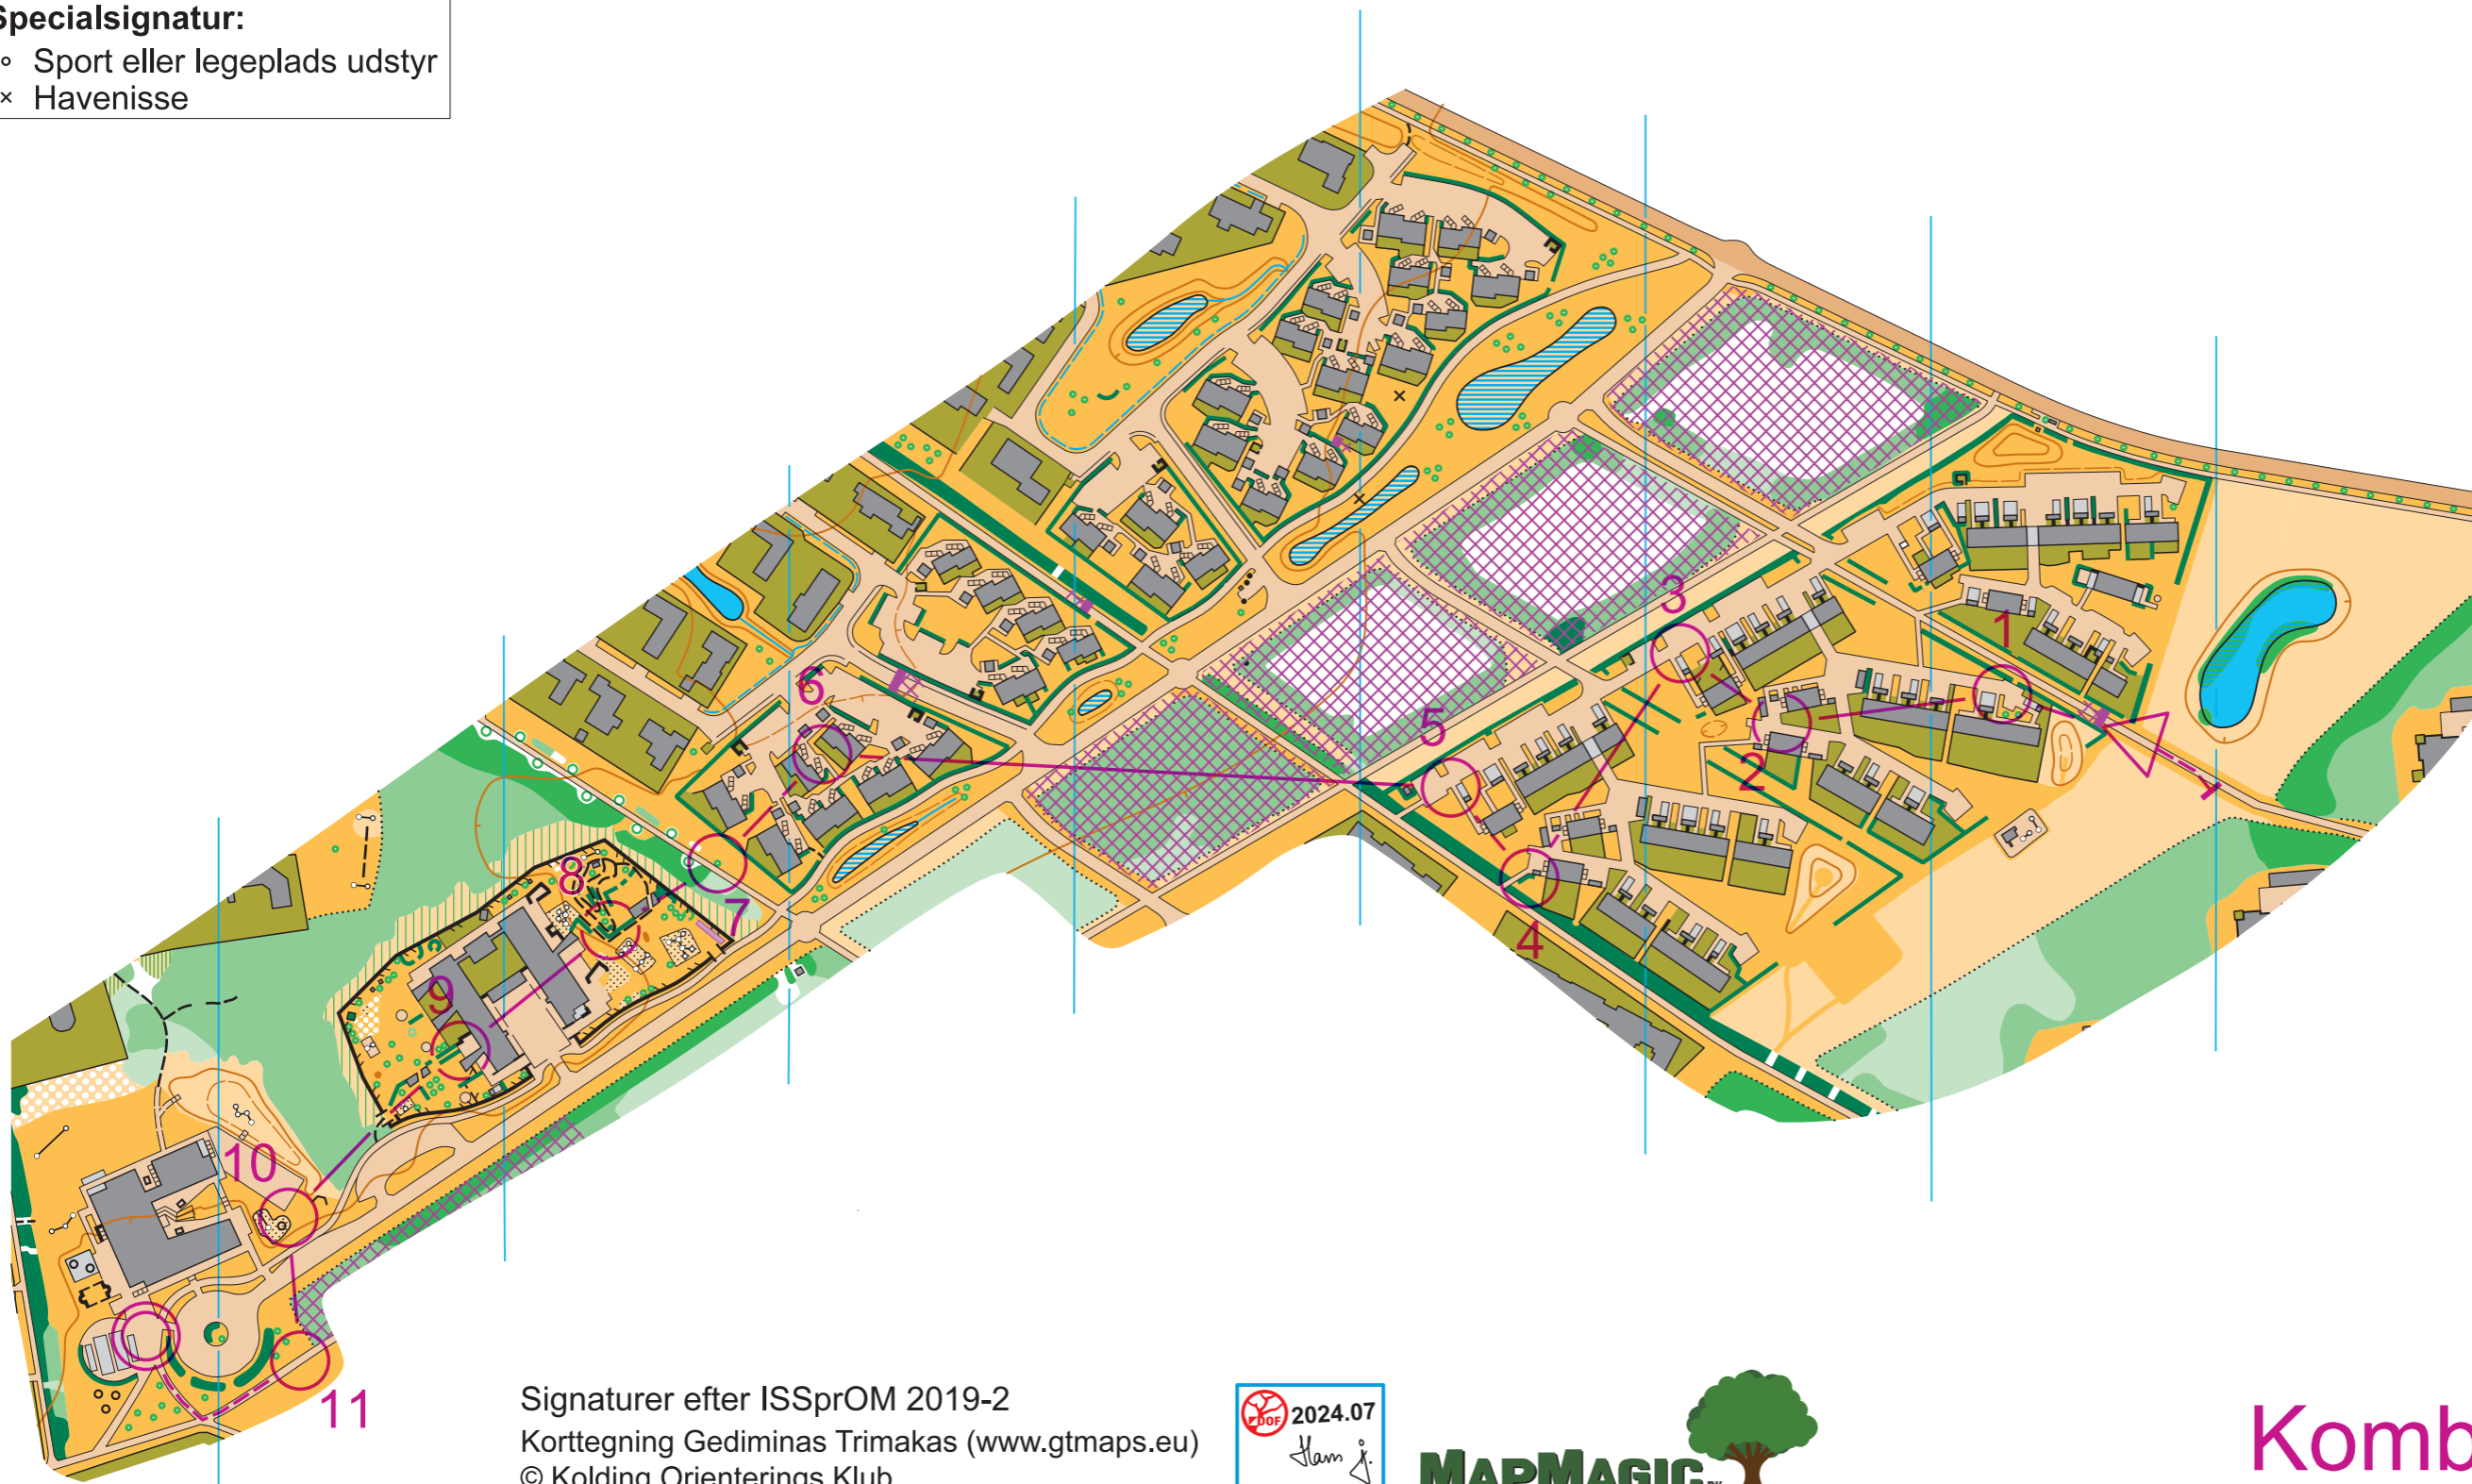 Specialsignatur:
Sport eller legeplads udstyr
Havenisse
1
2
3
4
5
6
7
8
9
10
11
Signaturer efter ISSprOM 2019-2
Korttegning Gediminas Trimakas (www.gtmaps.eu)
© Kolding Orienterings Klub
DOF 2024.07
MAPMAGIC
Komb